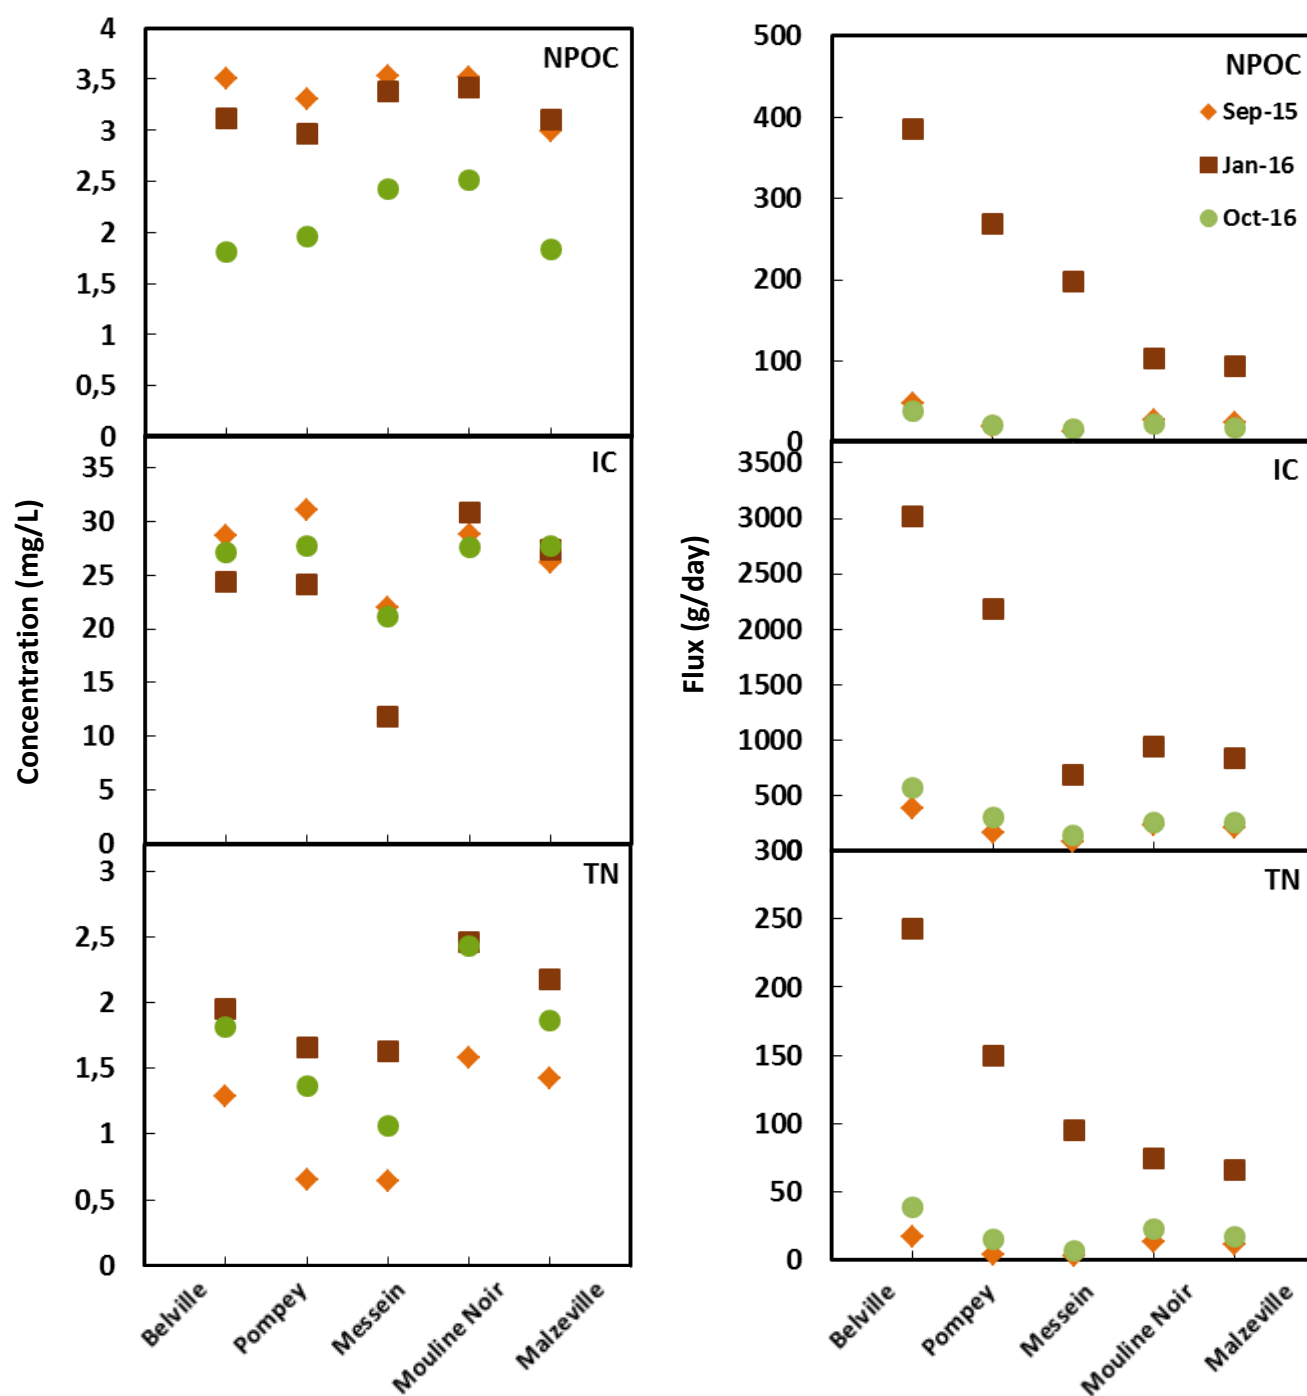 Concentration (mg/L)
4
3,5
3
2,5
2
1,5
1
0,5
0
NPOC
35
30
25
20
15
10
5
0
IC
3
2,5
2
1,5
1
0,5
0
TN
Belville
Pompey
Messein
Mouline Noir
Malzeville
Flux (g/day)
500
400
300
200
100
0
NPOC
Sep-15
Jan-16
Oct-16
3500
3000
2500
2000
1500
1000
500
0
IC
300
250
200
150
100
50
0
TN
Belville
Pompey
Messein
Mouline Noir
Malzeville